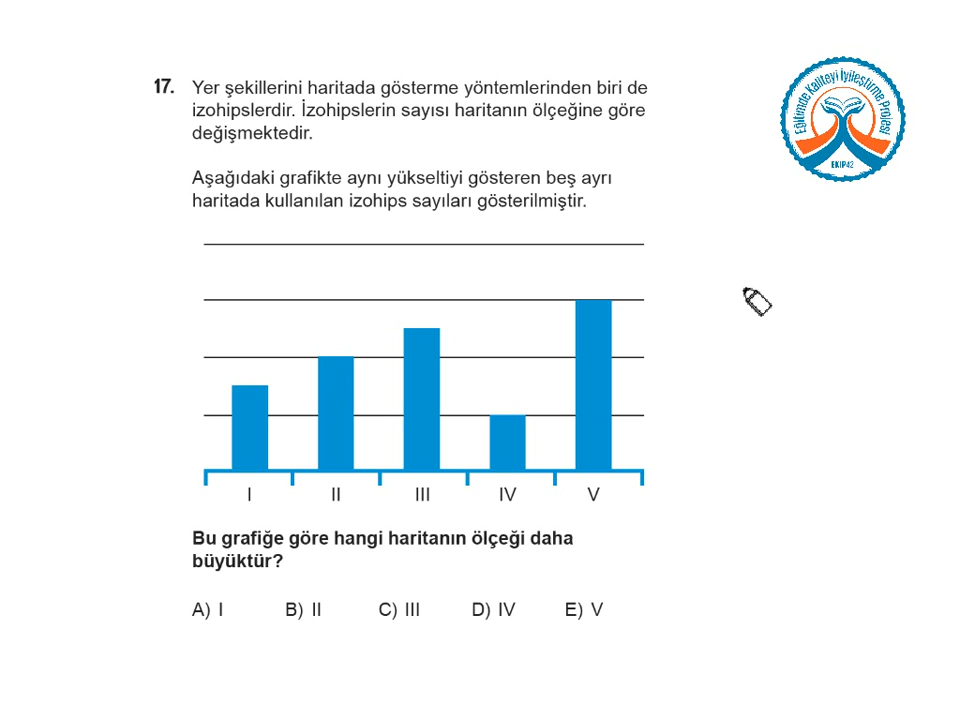 17. Yer şekillerini haritada gösterme yöntemlerinden biri de
izohipslerdir. İzohipslerin sayısı haritanın ölçeğine göre
değişmektedir.
Aşağıdaki grafikte aynı yükseltiyi gösteren beş ayrı
haritada kullanılan izohips sayıları gösterilmiştir.
Eğitimde Kaliteyi İyileştirme Projesi
EKIP42
I II III IV V
Bu grafiğe göre hangi haritanın ölçeği daha
büyüktür?
A) I B) II C) III D) IV E) V